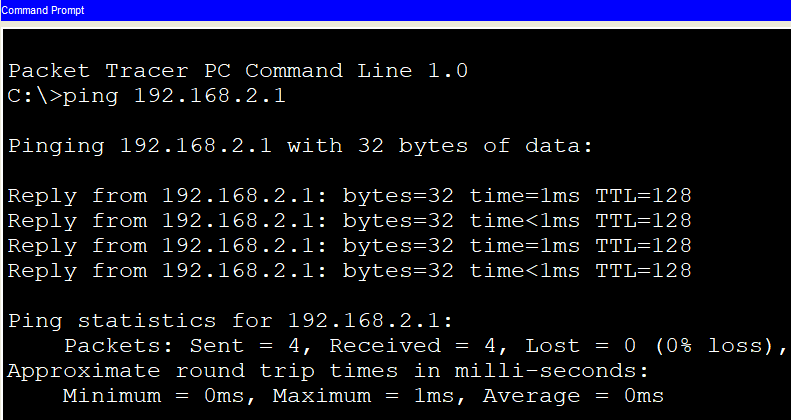 Command Prompt
Packet Tracer PC Command Line 1.0
C:\>ping 192.168.2.1
Pinging 192.168.2.1 with 32 bytes of data:
Reply from 192.168.2.1: bytes=32 time=1ms TTL=128
Reply from 192.168.2.1: bytes=32 time<1ms TTL=128
Reply from 192.168.2.1: bytes=32 time=1ms TTL=128
Reply from 192.168.2.1: bytes=32 time<1ms TTL=128
Ping statistics for 192.168.2.1:
    Packets: Sent = 4, Received = 4, Lost = 0 (0% loss),
Approximate round trip times in milli-seconds:
    Minimum = 0ms, Maximum = 1ms, Average = 0ms